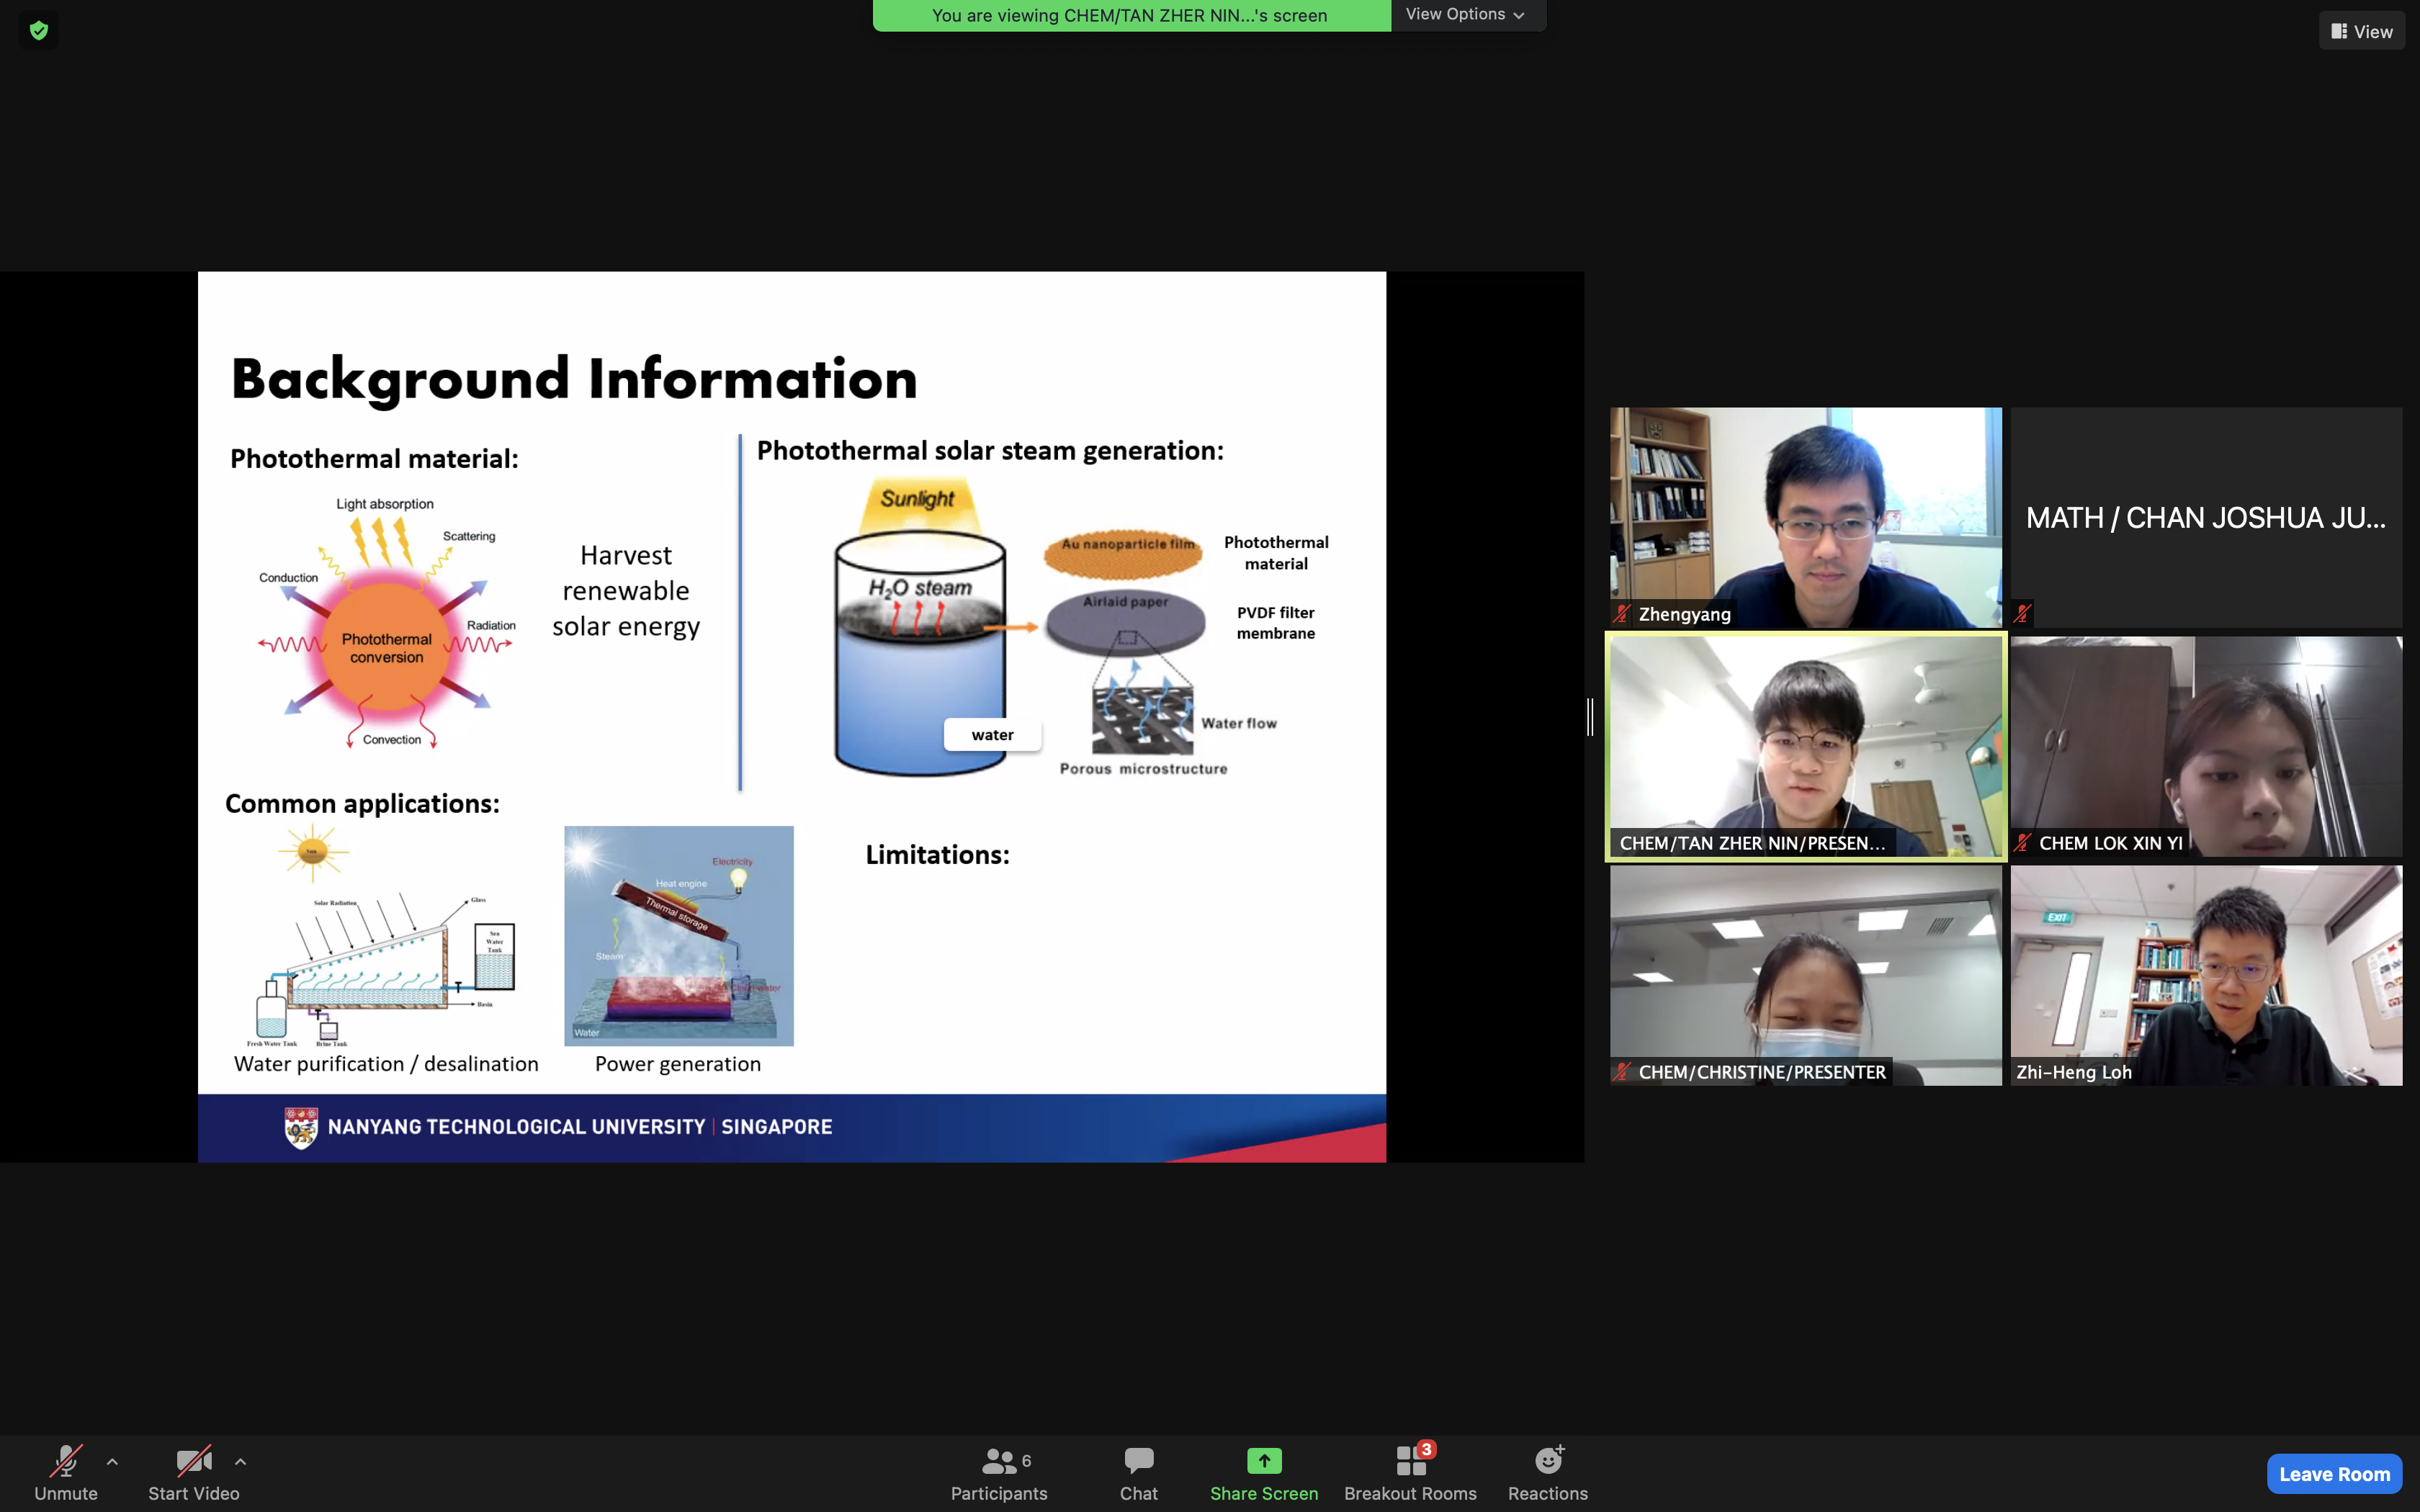 You are viewing CHEM/TAN ZHER NIN...'s screen
View Options
View
Background Information
Photothermal material:
Light absorption
Scattering
Conduction
Radiation
Photothermal
conversion
Convection
Harvest
renewable
solar energy
Photothermal solar steam generation:
Sunlight
H₂O steam
water
Au nanoparticle film
Photothermal
material
Airlaid paper
PVDF filter
membrane
Water flow
Porous microstructure
Common applications:
Sun
Solar Radiation
Glass
Sea
Water
Tank
Basin
Fresh Water Tank
Brine Tank
Water purification / desalination
Electricity
Heat engine
Thermal storage
Steam
Clean water
Water
Power generation
Limitations:
NANYANG TECHNOLOGICAL UNIVERSITY | SINGAPORE
Zhengyang
MATH / CHAN JOSHUA JU...
CHEM/TAN ZHER NIN/PRESEN...
CHEM LOK XIN YI
EXIT
CHEM/CHRISTINE/PRESENTER
Zhi-Heng Loh
Unmute
Start Video
6
Participants
Chat
Share Screen
3
Breakout Rooms
Reactions
Leave Room